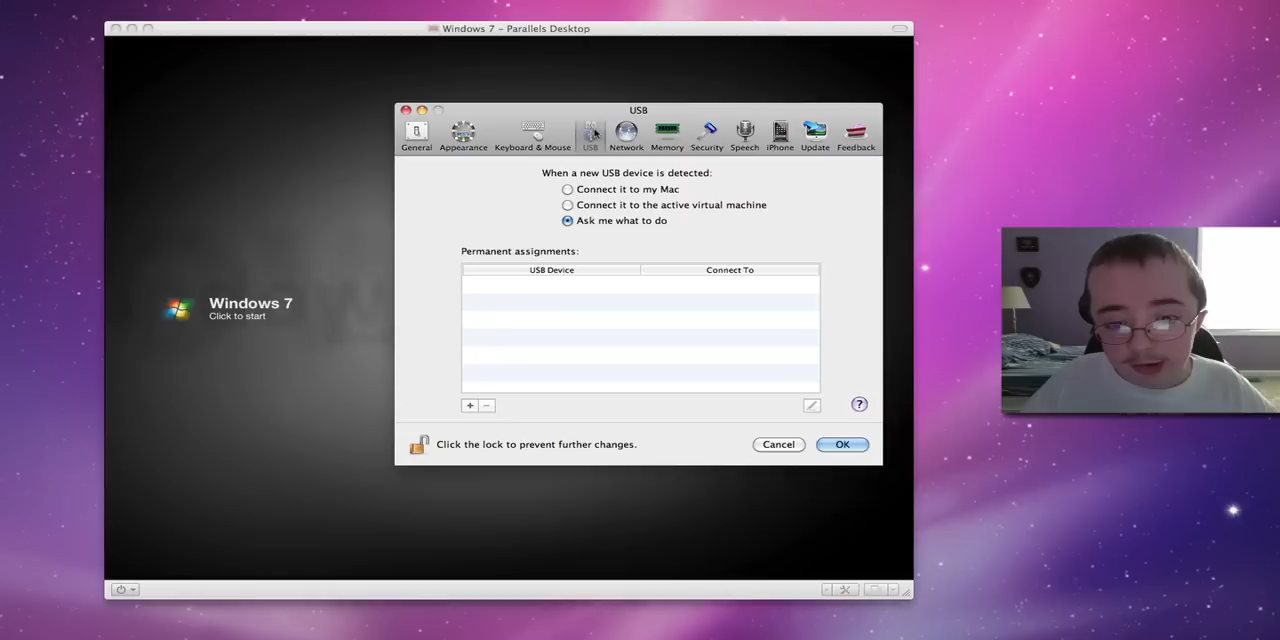 Windows 7 - Parallels Desktop
USB
General Appearance Keyboard & Mouse USB Network Memory Security Speech iPhone Update Feedback
When a new USB device is detected:
Connect it to my Mac
Connect it to the active virtual machine
Ask me what to do
Permanent assignments:
USB Device Connect To
Windows 7
Click to start
+ − ?
Click the lock to prevent further changes. Cancel OK